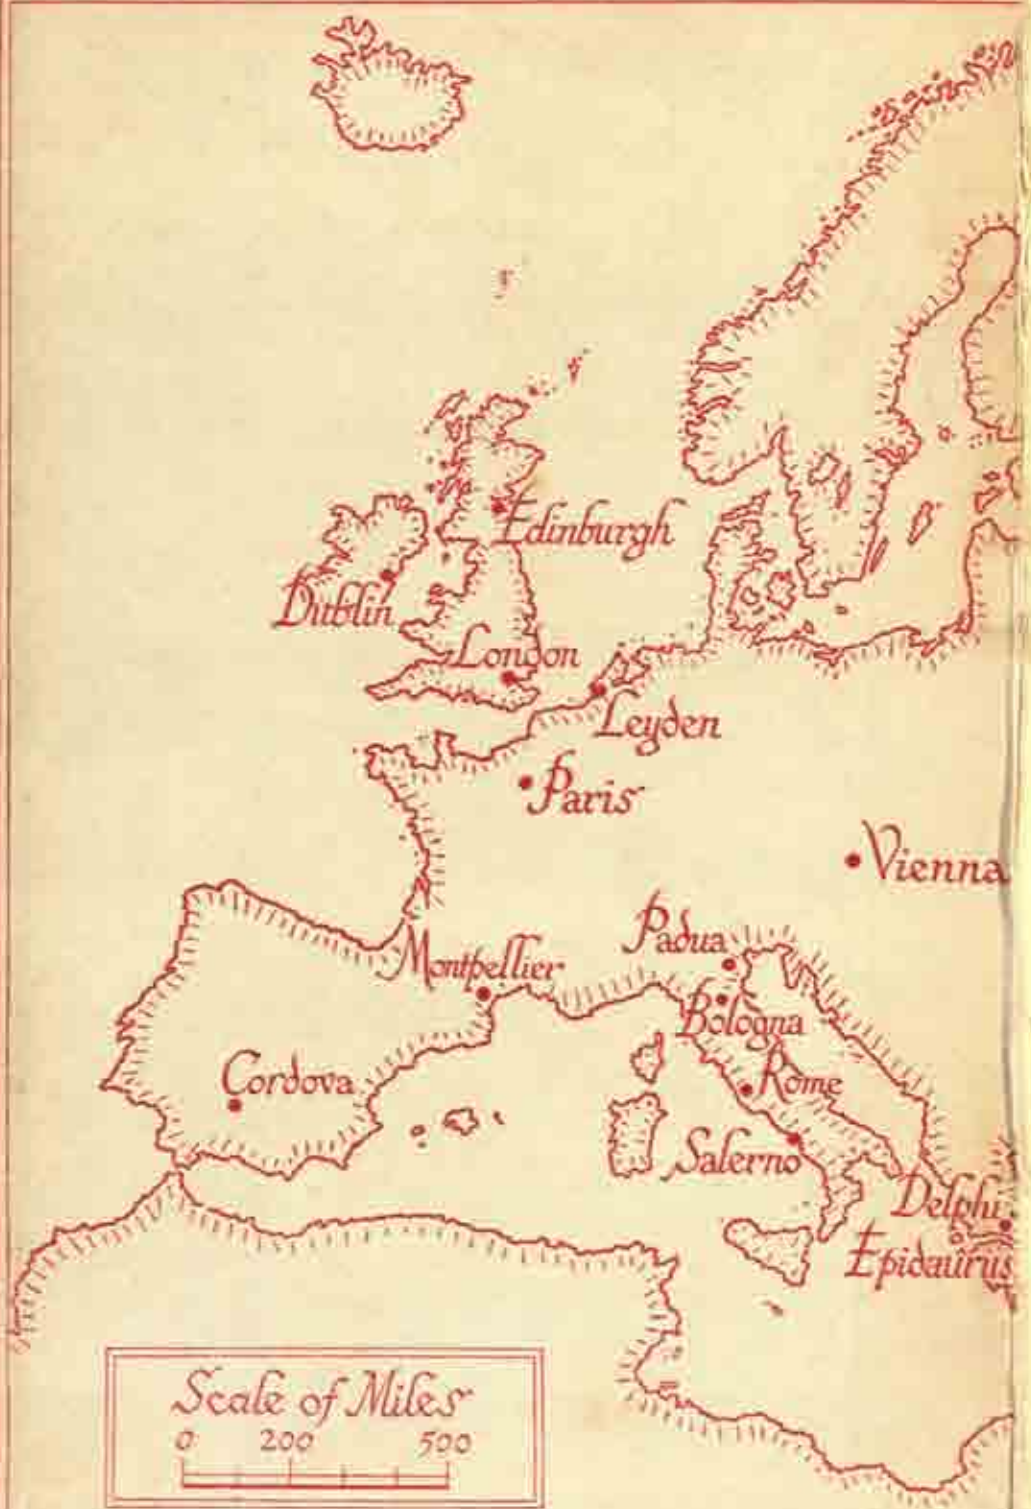 Edinburgh
Dublin
London
Leyden
Paris
Vienna
Padua
Montpellier
Bologna
Cordova
Rome
Salerno
Delphi
Epidaurus
Scale of Miles
0 200 500